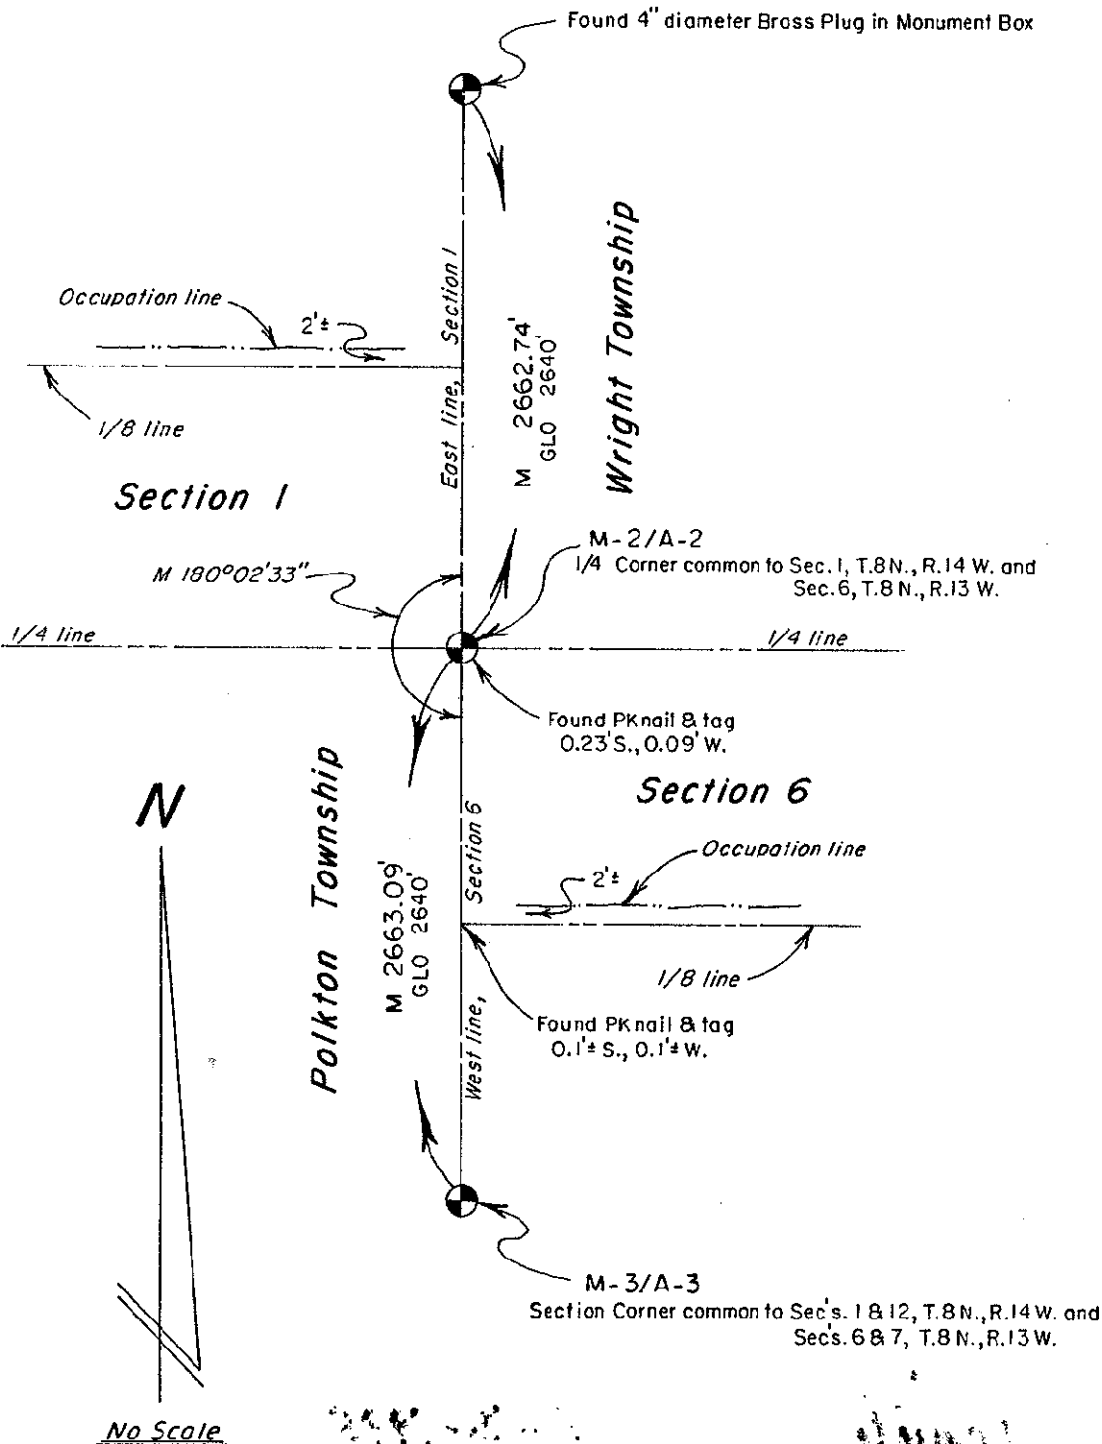 Found 4" diameter Brass Plug in Monument Box
Wright Township
East line, Section 1
M 2662.74'
GLO 2640'
Occupation line
2'±
1/8 line
Section 1
M-2/A-2
1/4 Corner common to Sec. 1, T.8 N., R.14 W. and
Sec. 6, T.8 N., R.13 W.
M 180°02'33"
1/4 line
1/4 line
Found PK nail & tag
0.23' S., 0.09' W.
Section 6
N
Polkton Township
M 2663.09'
GLO 2640'
West line, Section 6
2'±
Occupation line
1/8 line
Found PK nail & tag
0.1'± S., 0.1'± W.
M-3/A-3
Section Corner common to Sec's. 1 & 12, T.8 N., R.14 W. and
Sec's. 6 & 7, T.8 N., R.13 W.
No Scale